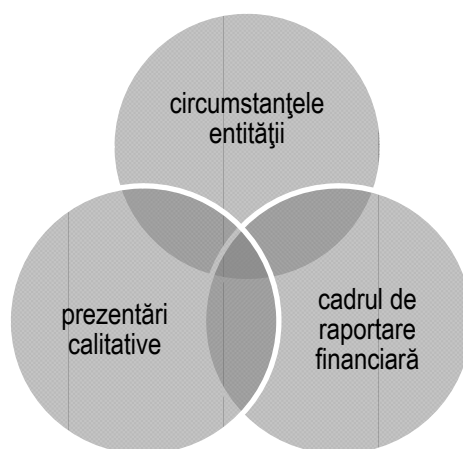 circumstanţele
entităţii
prezentări
calitative
cadrul de
raportare
financiară